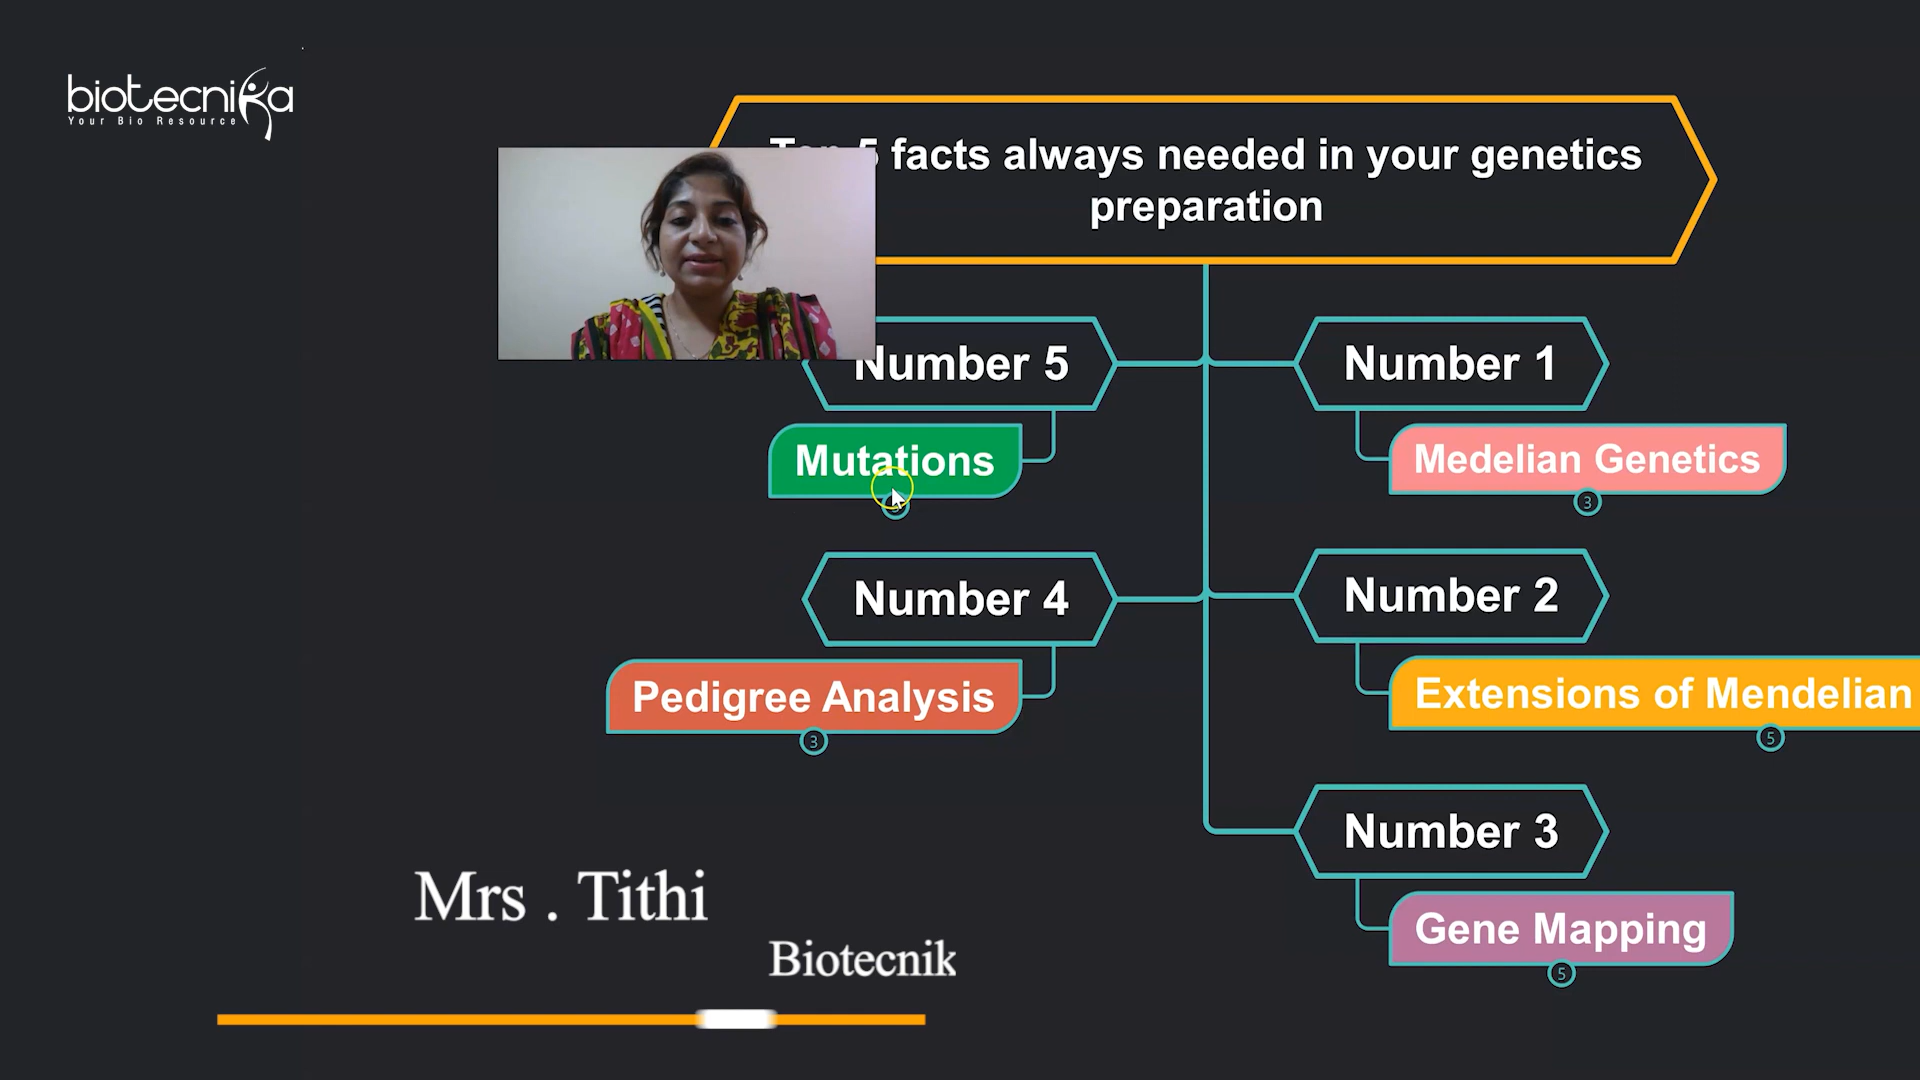 biotecnika
Your Bio Resource
Top 5 facts always needed in your genetics
preparation
Number 5
Mutations
Number 4
Pedigree Analysis
3
Number 1
Medelian Genetics
3
Number 2
Extensions of Mendelian
5
Number 3
Gene Mapping
5
Mrs . Tithi
Biotecnik